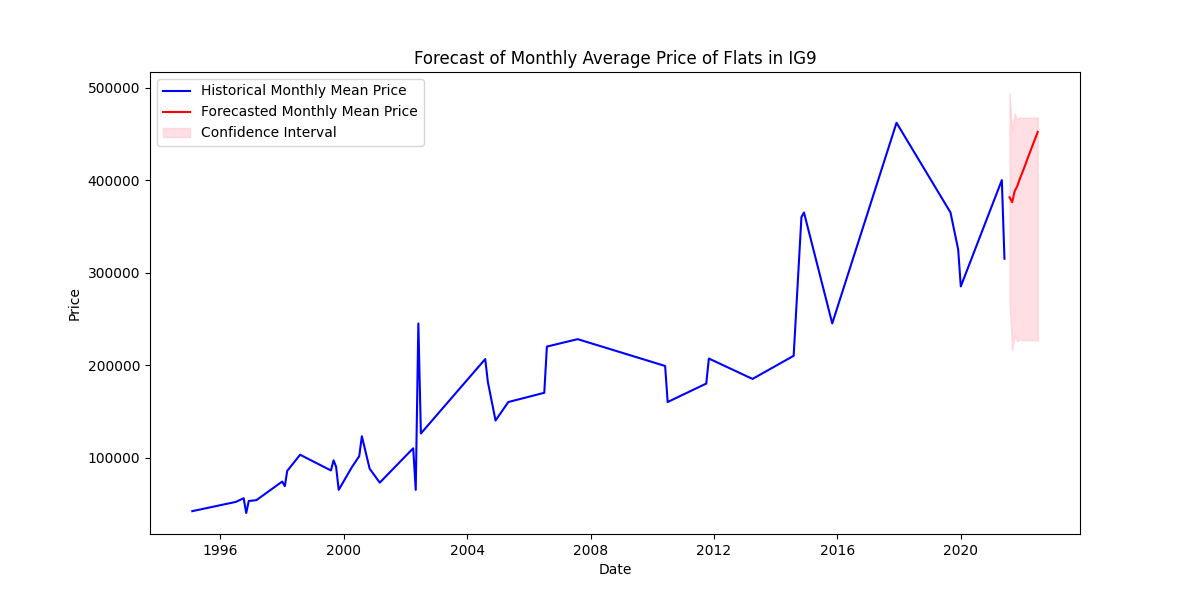 Forecast of Monthly Average Price of Flats in IG9
Historical Monthly Mean Price
Forecasted Monthly Mean Price
Confidence Interval
500000
400000
300000
200000
100000
Price
1996 2000 2004 2008 2012 2016 2020
Date